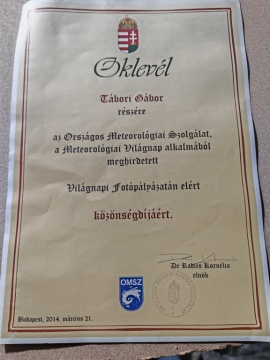 Oklevél
Tábori Gábor
részére
az Országos Meteorológiai Szolgálat,
a Meteorológiai Világnap alkalmából
meghirdetett
Világnapi Fotópályázatán elért
közönségdíjáért.
Dr Radics Kornélia
elnök
OMSZ
Budapest, 2014. március 21.